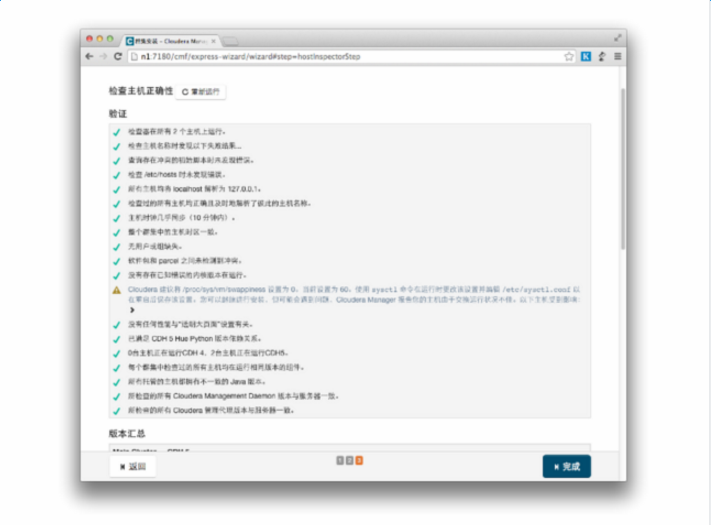 检查主机正确性 - Cloudera Manag
n1:7180/cmf/express-wizard/wizard#step=hostInspectorStep
检查主机正确性 重新运行
验证
检查器在所有 2 个主机上运行。
检查主机名称时发现以下失败结果...
查询存在冲突的初始脚本时未发现错误。
检查 /etc/hosts 时未发现错误。
所有主机均将 localhost 解析为 127.0.0.1。
检查过的所有主机均正确且及时地解析了彼此的主机名称。
主机时钟几乎同步（10 分钟内）。
整个群集中的主机时区一致。
无用户或组缺失。
软件包和 parcel 之间未检测到冲突。
没有存在已知错误的内核版本在运行。
Cloudera 建议将 /proc/sys/vm/swappiness 设置为 0。当前设置为 60。使用 sysctl 命令在运行时更改该设置并编辑 /etc/sysctl.conf 以
在重启后保存该设置。您可以继续进行安装，但可能会遇到问题，Cloudera Manager 报告您的主机由于交换运行状况不佳。以下主机受到影响:
没有任何性能与“透明大页面”设置有关。
已满足 CDH 5 Hue Python 版本依赖关系。
0台主机正在运行CDH 4，2台主机正在运行CDH5。
每个群集中检查过的所有主机均在运行相同版本的组件。
所有托管的主机都拥有不一致的 Java 版本。
所检查的所有 Cloudera Management Daemon 版本与服务器一致。
所检查的所有 Cloudera 管理代理版本与服务器一致。
版本汇总
返回
1 2 3
完成